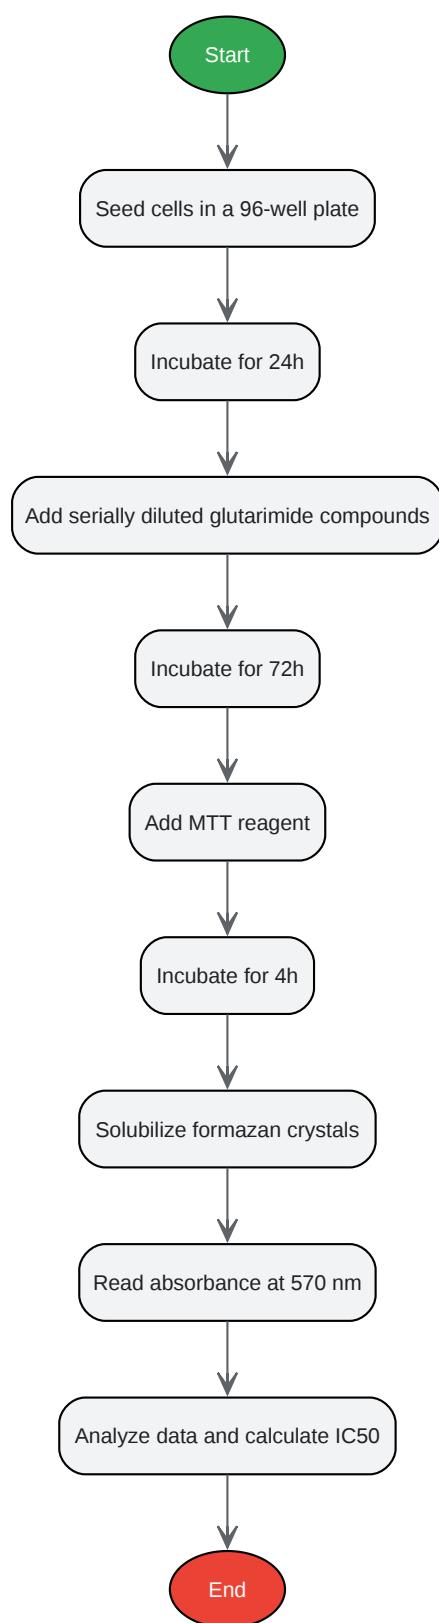 Start
Seed cells in a 96-well plate
Incubate for 24h
Add serially diluted glutarimide compounds
Incubate for 72h
Add MTT reagent
Incubate for 4h
Solubilize formazan crystals
Read absorbance at 570 nm
Analyze data and calculate IC50
End